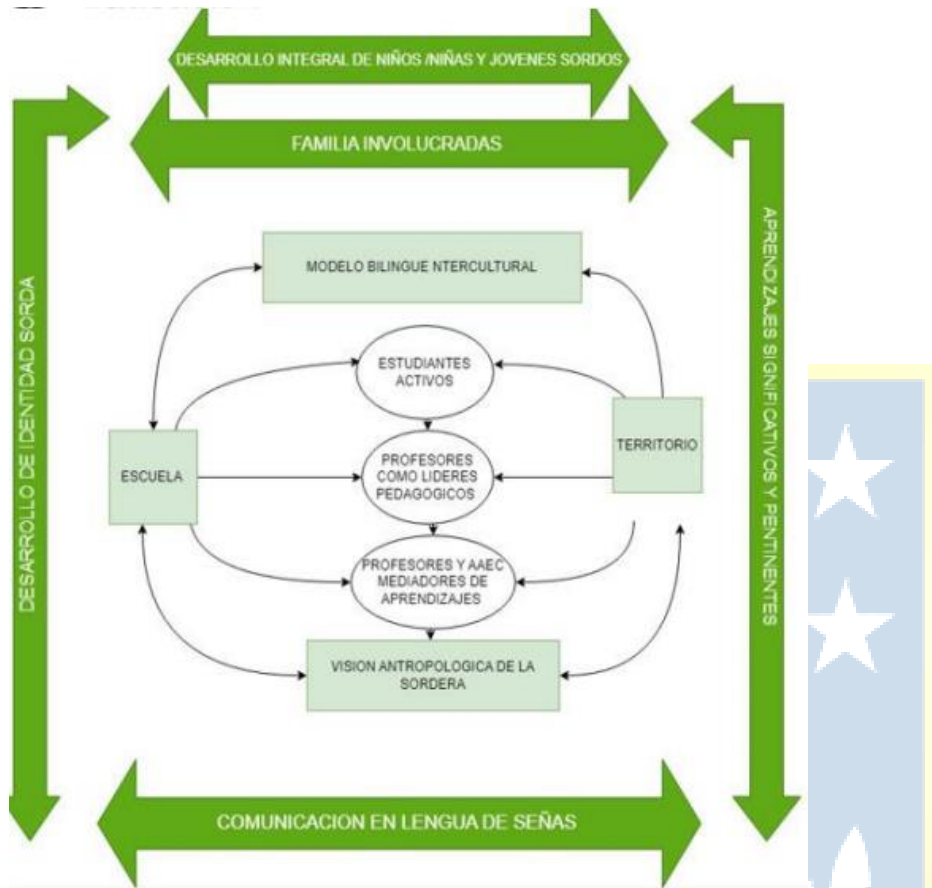 DESARROLLO INTEGRAL DE NIÑOS /NIÑAS Y JOVENES SORDOS
FAMILIA INVOLUCRADAS
DESARROLLO DE IDENTIDAD SORDA
APRENDIZAJES SIGNIFICATIVOS Y PENTINENTES
MODELO BILINGUE NTERCULTURAL
ESTUDIANTES
ACTIVOS
ESCUELA
PROFESORES
COMO LIDERES
PEDAGOGICOS
TERRITORIO
PROFESORES Y AAEC
MEDIADORES DE
APRENDIZAJES
VISION ANTROPOLOGICA DE LA
SORDERA
COMUNICACION EN LENGUA DE SEÑAS